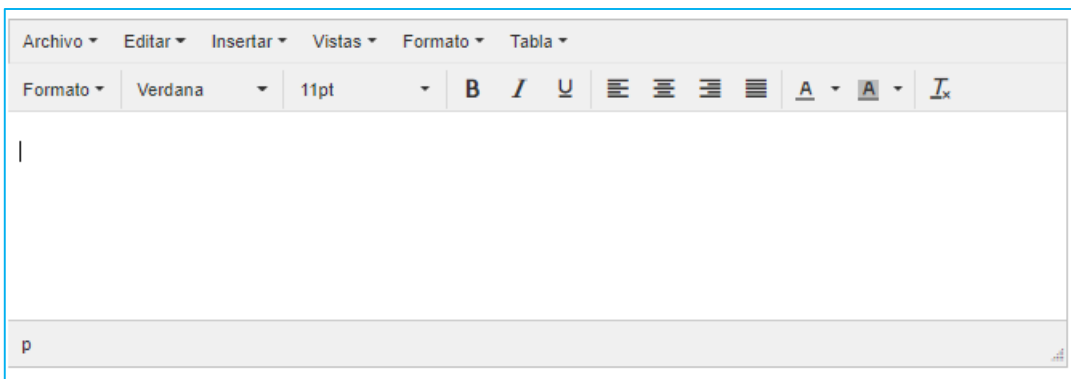 Archivo Editar Insertar Vistas Formato Tabla
Formato Verdana 11pt B I U A A Tx
p